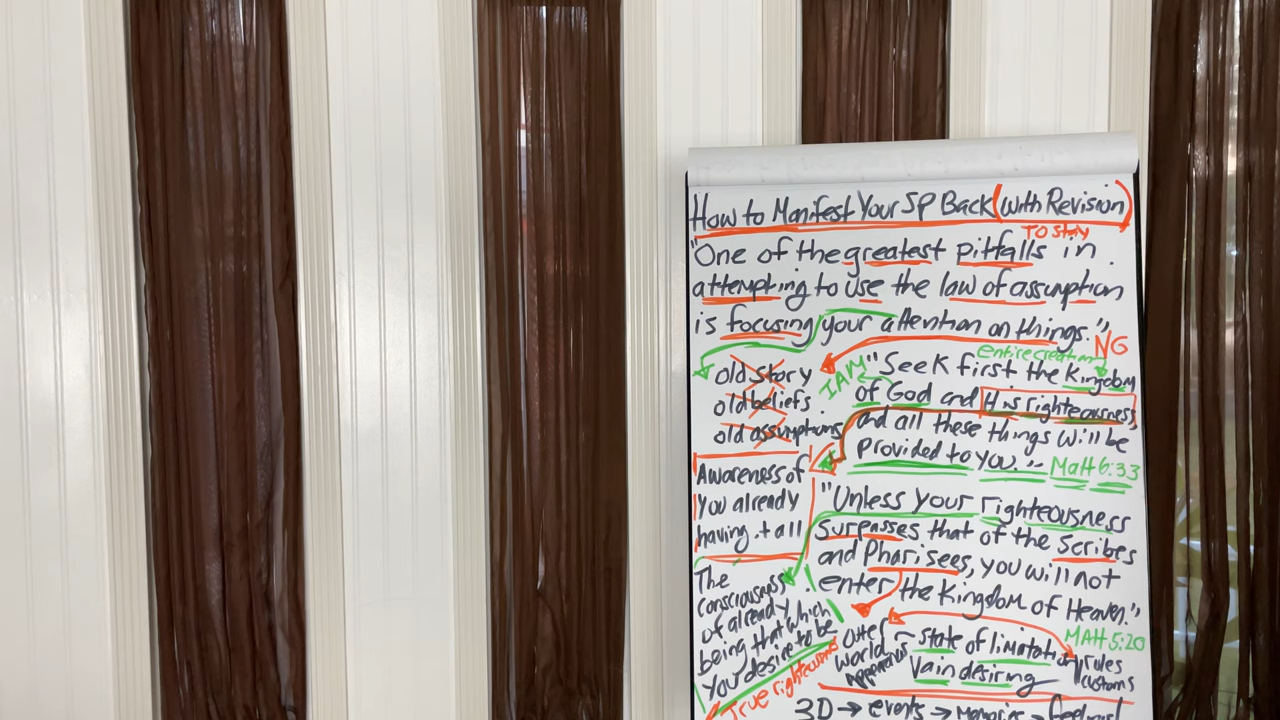 How to Manifest Your SP Back (with Revision)
To stay
"One of the greatest pitfalls in
attempting to use the law of assumption
is focusing your attention on things."
NG
entire creation
old story
old beliefs
old assumptions
I AM
"Seek first the Kingdom
of God and His righteousness,
and all these things will be
provided to you."
Matt 6:33
Awareness of
you already
having it all
"Unless your righteousness
surpasses that of the Scribes
and Pharisees, you will not
enter the Kingdom of Heaven."
Matt 5:20
The
consciousness
of already
being that which
you desire to be
True righteousness
Outer
world
state of limitation
Vain desiring
rules
customs
3D → events → memories →